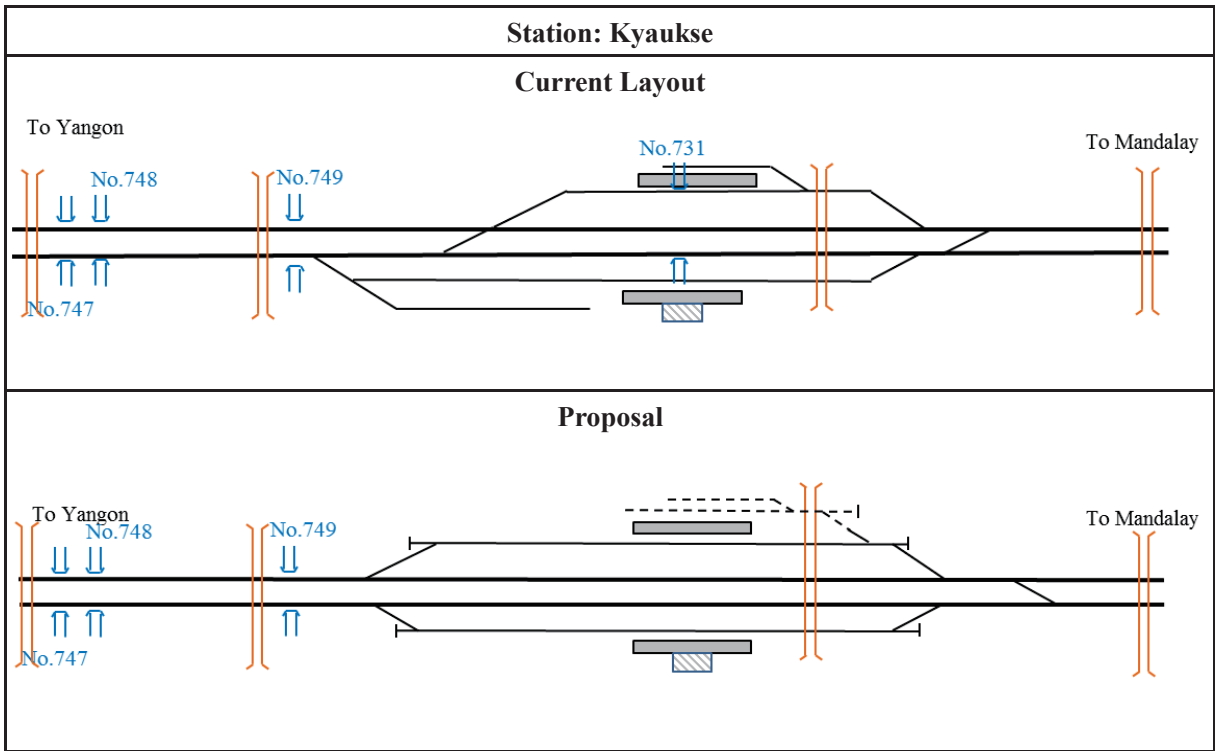 Station: Kyaukse
Current Layout
To Yangon
No.731
To Mandalay
No.748
No.749
No.747
Proposal
To Yangon
To Mandalay
No.748
No.749
No.747